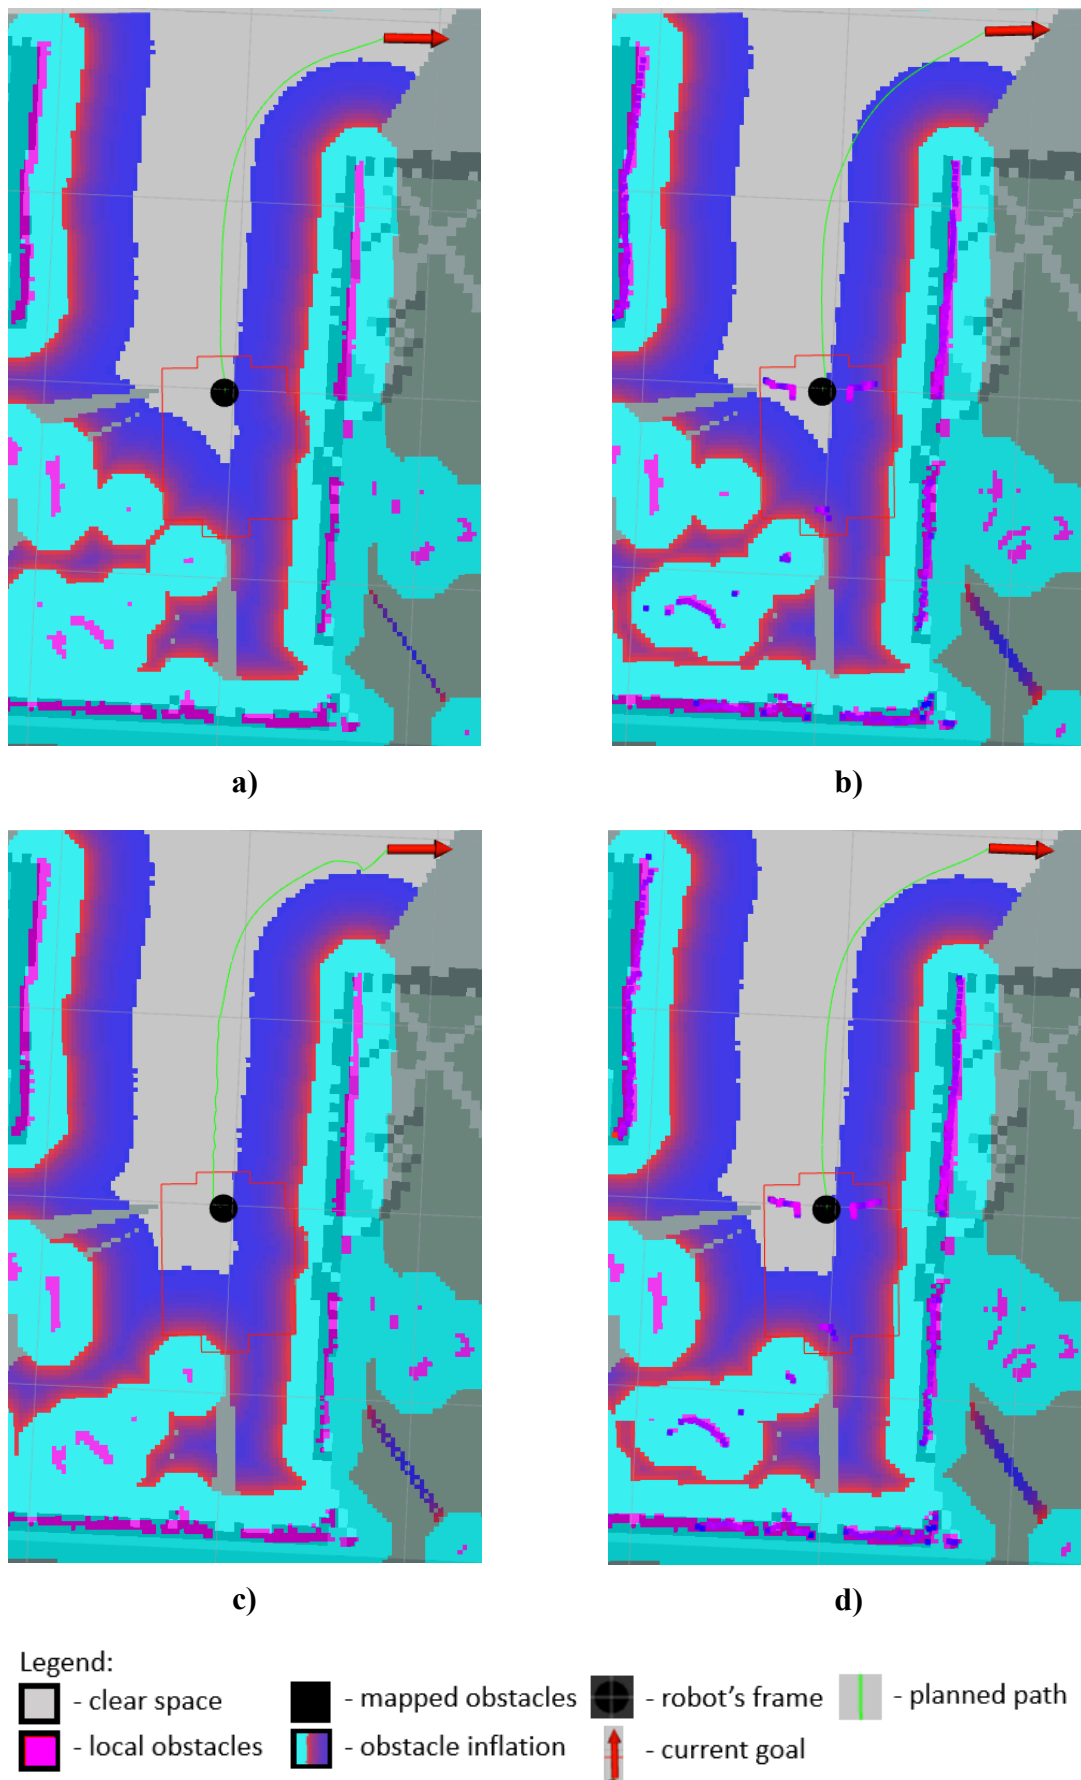 a)
b)
c)
d)
Legend:
- clear space
- mapped obstacles
- robot's frame
- planned path
- local obstacles
- obstacle inflation
- current goal